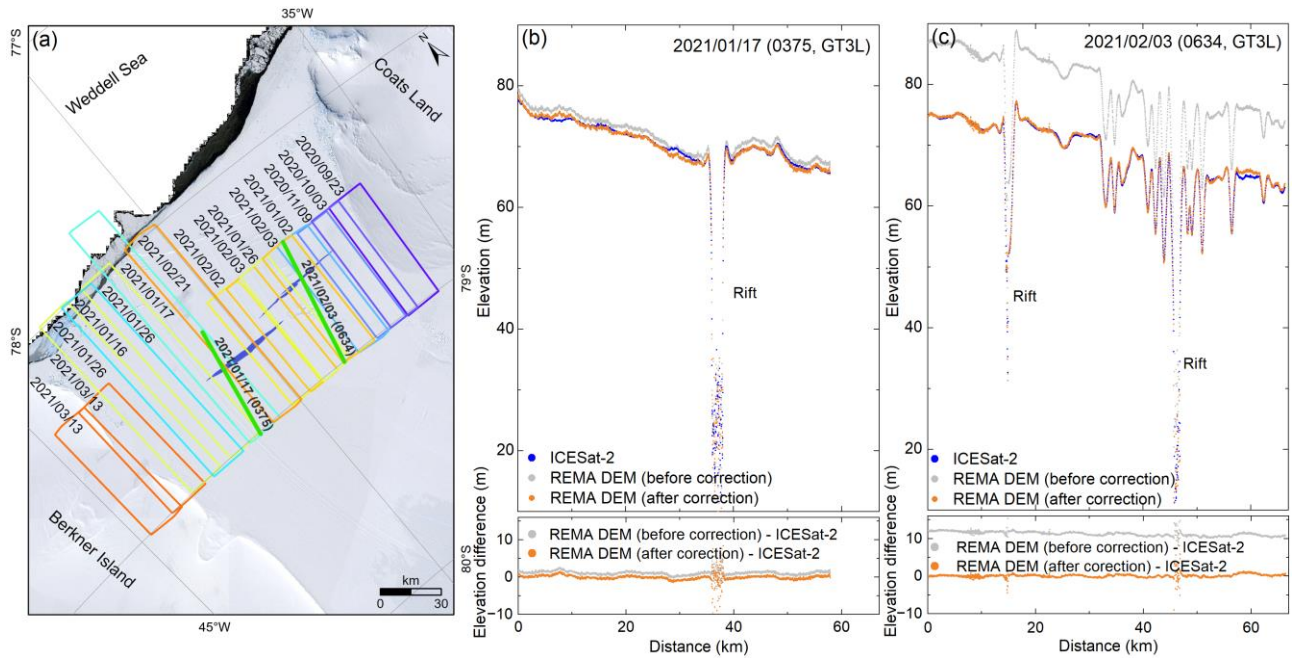 (a)
35°W
77°S
Weddell Sea
Coats Land
N
79°S
78°S
2020/09/23
2020/10/03
2020/11/09
2021/01/02
2021/02/03
2021/01/26
2021/02/03
2021/02/02
2021/02/21
2021/01/17
2021/01/26
2021/01/16
2021/01/26
2021/03/13
2021/03/13
2021/02/03 (0634)
2021/01/17 (0375)
Berkner Island
80°S
km
0 30
45°W
(b)
2021/01/17 (0375, GT3L)
80
60
40
20
Elevation (m)
Rift
ICESat-2
REMA DEM (before correction)
REMA DEM (after correction)
Elevation difference (m)
10
0
−10
REMA DEM (before correction) - ICESat-2
REMA DEM (after corection) - ICESat-2
0 20 40 60
Distance (km)
(c)
2021/02/03 (0634, GT3L)
80
60
40
20
Elevation (m)
Rift
Rift
ICESat-2
REMA DEM (before correction)
REMA DEM (after correction)
Elevation difference (m)
10
0
−10
REMA DEM (before correction) - ICESat-2
REMA DEM (after corection) - ICESat-2
0 20 40 60
Distance (km)